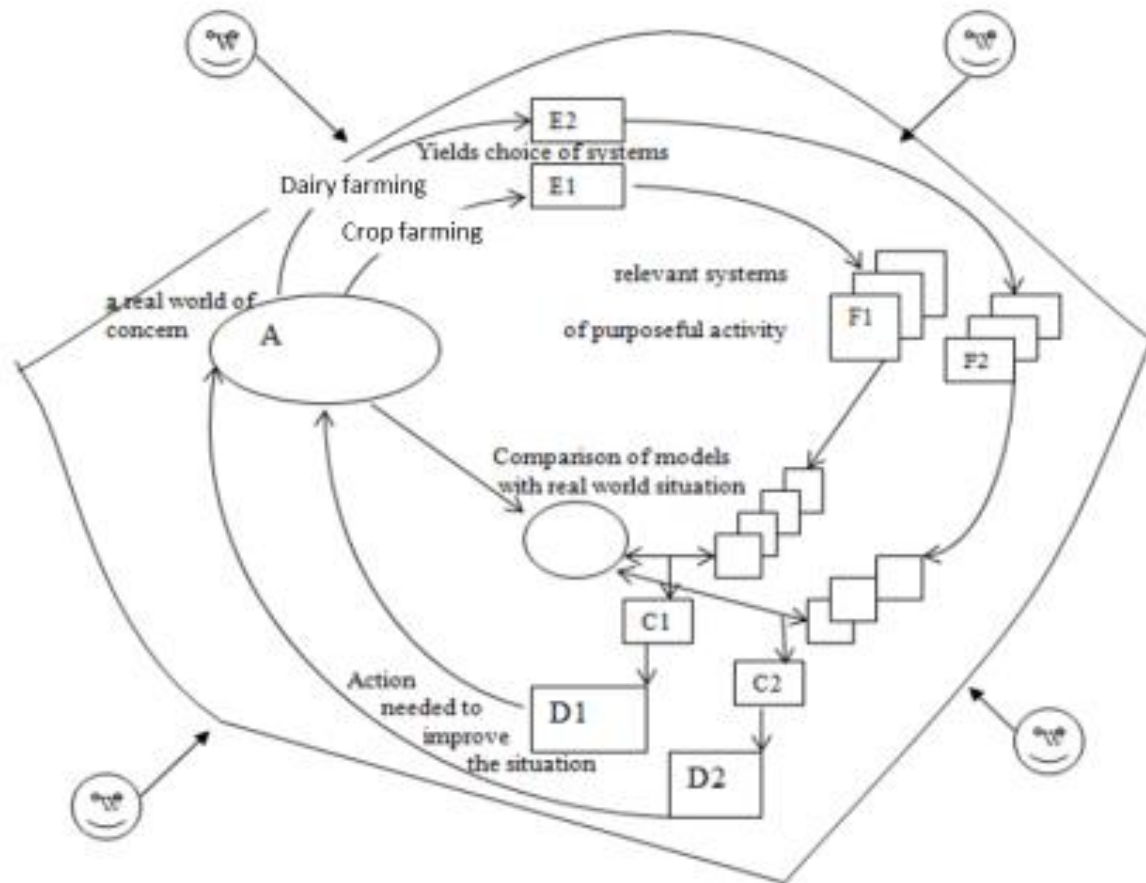 W
W
E2
Yields choice of systems
Dairy farming
E1
Crop farming
relevant systems
a real world of
concern
A
of purposeful activity
F1
F2
Comparison of models
with real world situation
C1
C2
Action
needed to
improve
the situation
D1
D2
W
W